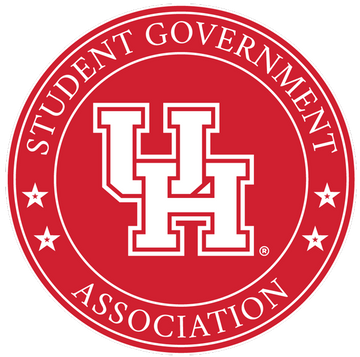 STUDENT GOVERNMENT
UH
®
ASSOCIATION